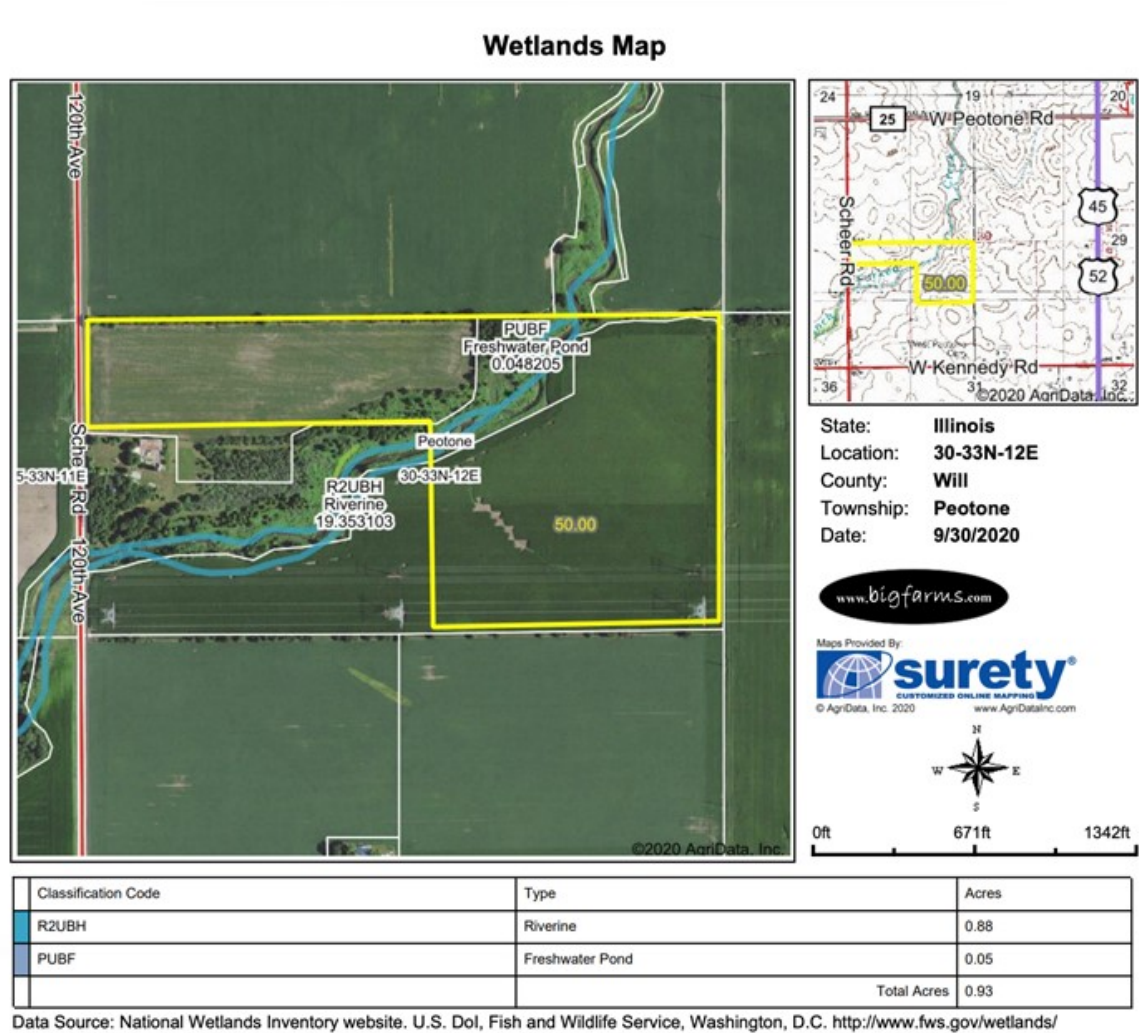 Wetlands Map
120th Ave
PUBF
Freshwater Pond
0.048205
Peotone
5-33N-11E
Sche
Rd
30-33N-12E
R2UBH
Riverine
19.353103
50.00
120th Ave
©2020 AgriData, Inc.
24
19
20
25
W Peotone Rd
Creek
Scheer Rd
45
29
52
50.00
Forked
W Kennedy Rd
36
31
32
©2020 AgriData, Inc.
State: Illinois
Location: 30-33N-12E
County: Will
Township: Peotone
Date: 9/30/2020
www.bigfarms.com
Maps Provided By:
surety®
CUSTOMIZED ONLINE MAPPING
© AgriData, Inc. 2020 www.AgriDataInc.com
N
W E
S
0ft 671ft 1342ft
Classification Code Type Acres
R2UBH Riverine 0.88
PUBF Freshwater Pond 0.05
Total Acres 0.93
Data Source: National Wetlands Inventory website. U.S. DoI, Fish and Wildlife Service, Washington, D.C. http://www.fws.gov/wetlands/